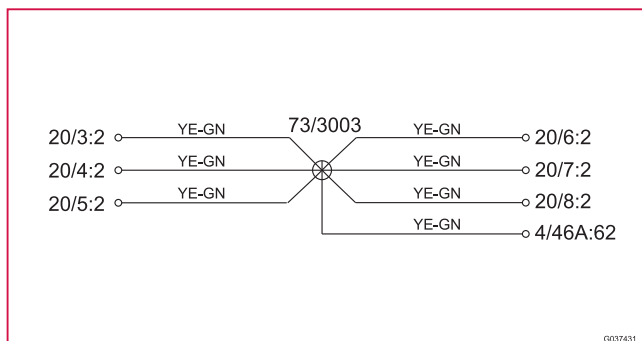 73/3003
20/3:2 YE-GN YE-GN 20/6:2
20/4:2 YE-GN YE-GN 20/7:2
20/5:2 YE-GN YE-GN 20/8:2
YE-GN 4/46A:62
G037431